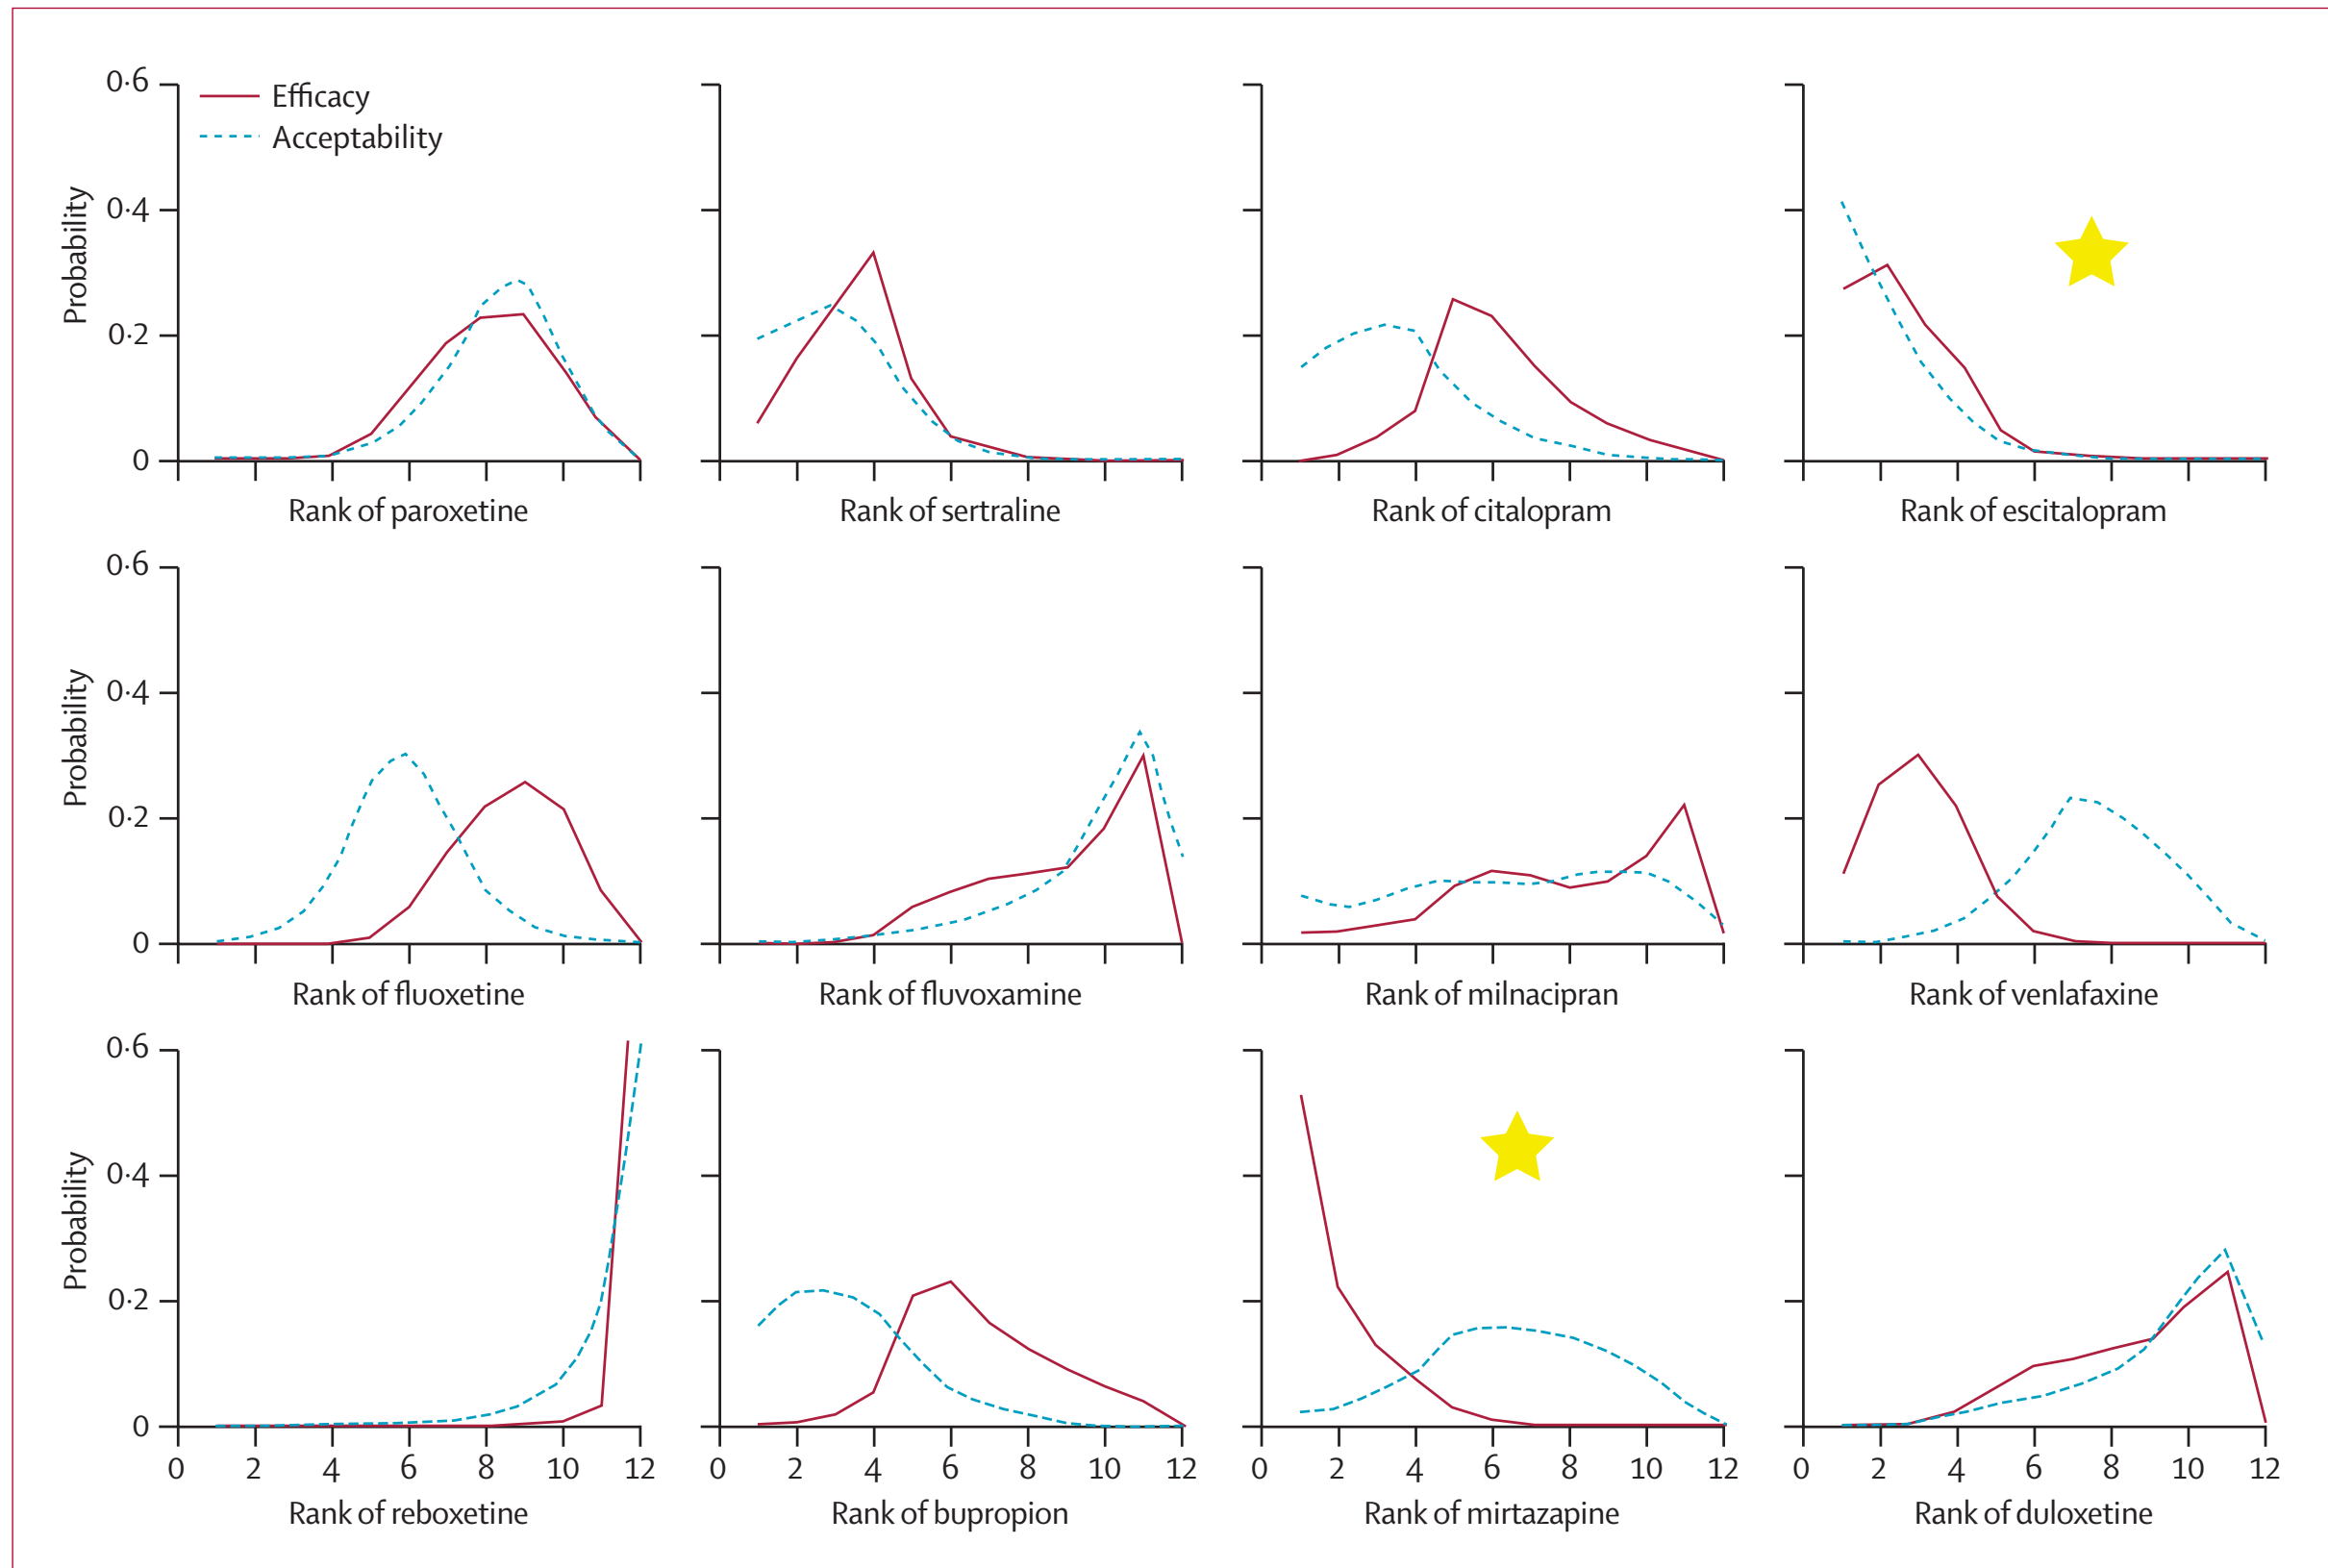 Efficacy
Acceptability
Probability
0·6
0·4
0·2
0
Rank of paroxetine
Rank of sertraline
Rank of citalopram
Rank of escitalopram
Probability
0·6
0·4
0·2
0
Rank of fluoxetine
Rank of fluvoxamine
Rank of milnacipran
Rank of venlafaxine
Probability
0·6
0·4
0·2
0
0 2 4 6 8 10 12
0 2 4 6 8 10 12
0 2 4 6 8 10 12
0 2 4 6 8 10 12
Rank of reboxetine
Rank of bupropion
Rank of mirtazapine
Rank of duloxetine